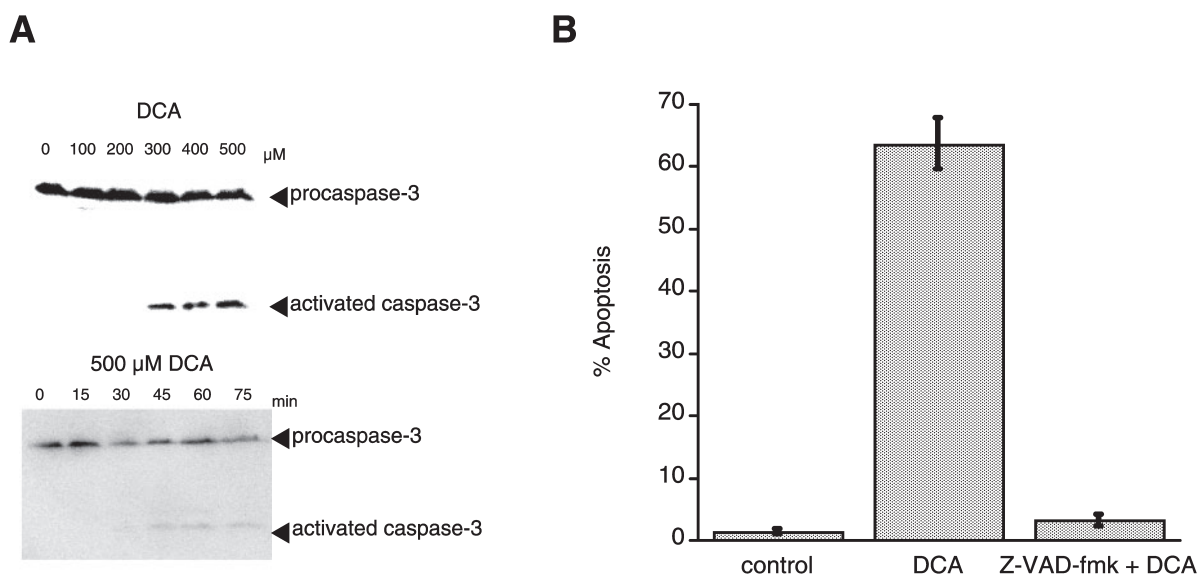 A
B
DCA
0 100 200 300 400 500 µM
procaspase-3
activated caspase-3
500 µM DCA
0 15 30 45 60 75 min
procaspase-3
activated caspase-3
% Apoptosis
70
60
50
40
30
20
10
0
control DCA Z-VAD-fmk + DCA